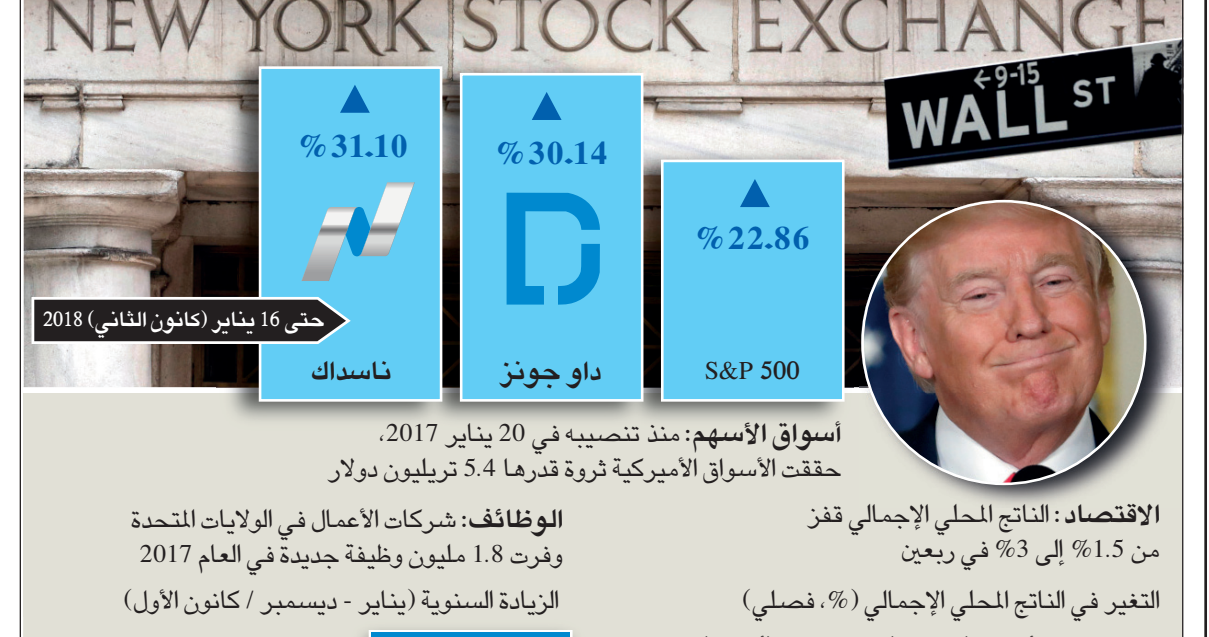 NEW YORK STOCK EXCHANGE
←9-15
WALL ST
%31.10
%30.14
%22.86
حتى 16 يناير (كانون الثاني) 2018
ناسداك
داو جونز
S&P 500
أسواق الأسهم: منذ تنصيبه في 20 يناير 2017،
حققت الأسواق الأميركية ثروة قدرها 5.4 تريليون دولار
الاقتصاد: الناتج المحلي الإجمالي قفز
من 1.5% إلى 3% في ربعين
التغير في الناتج المحلي الإجمالي (%، فصلي)
الوظائف: شركات الأعمال في الولايات المتحدة
وفرت 1.8 مليون وظيفة جديدة في العام 2017
الزيادة السنوية (يناير - ديسمبر / كانون الأول)